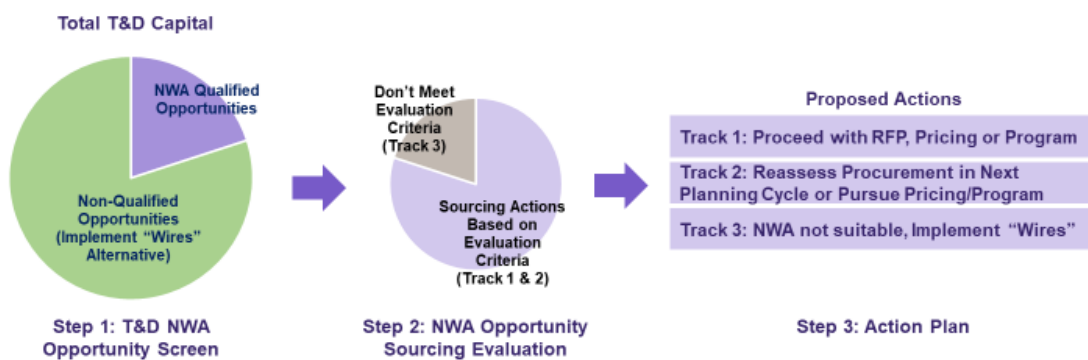 Total T&D Capital
NWA Qualified
Opportunities
Non-Qualified
Opportunities
(Implement “Wires”
Alternative)
Step 1: T&D NWA
Opportunity Screen
Don’t Meet
Evaluation
Criteria
(Track 3)
Sourcing Actions
Based on
Evaluation
Criteria
(Track 1 & 2)
Step 2: NWA Opportunity
Sourcing Evaluation
Proposed Actions
Track 1: Proceed with RFP, Pricing or Program
Track 2: Reassess Procurement in Next
Planning Cycle or Pursue Pricing/Program
Track 3: NWA not suitable, Implement “Wires”
Step 3: Action Plan